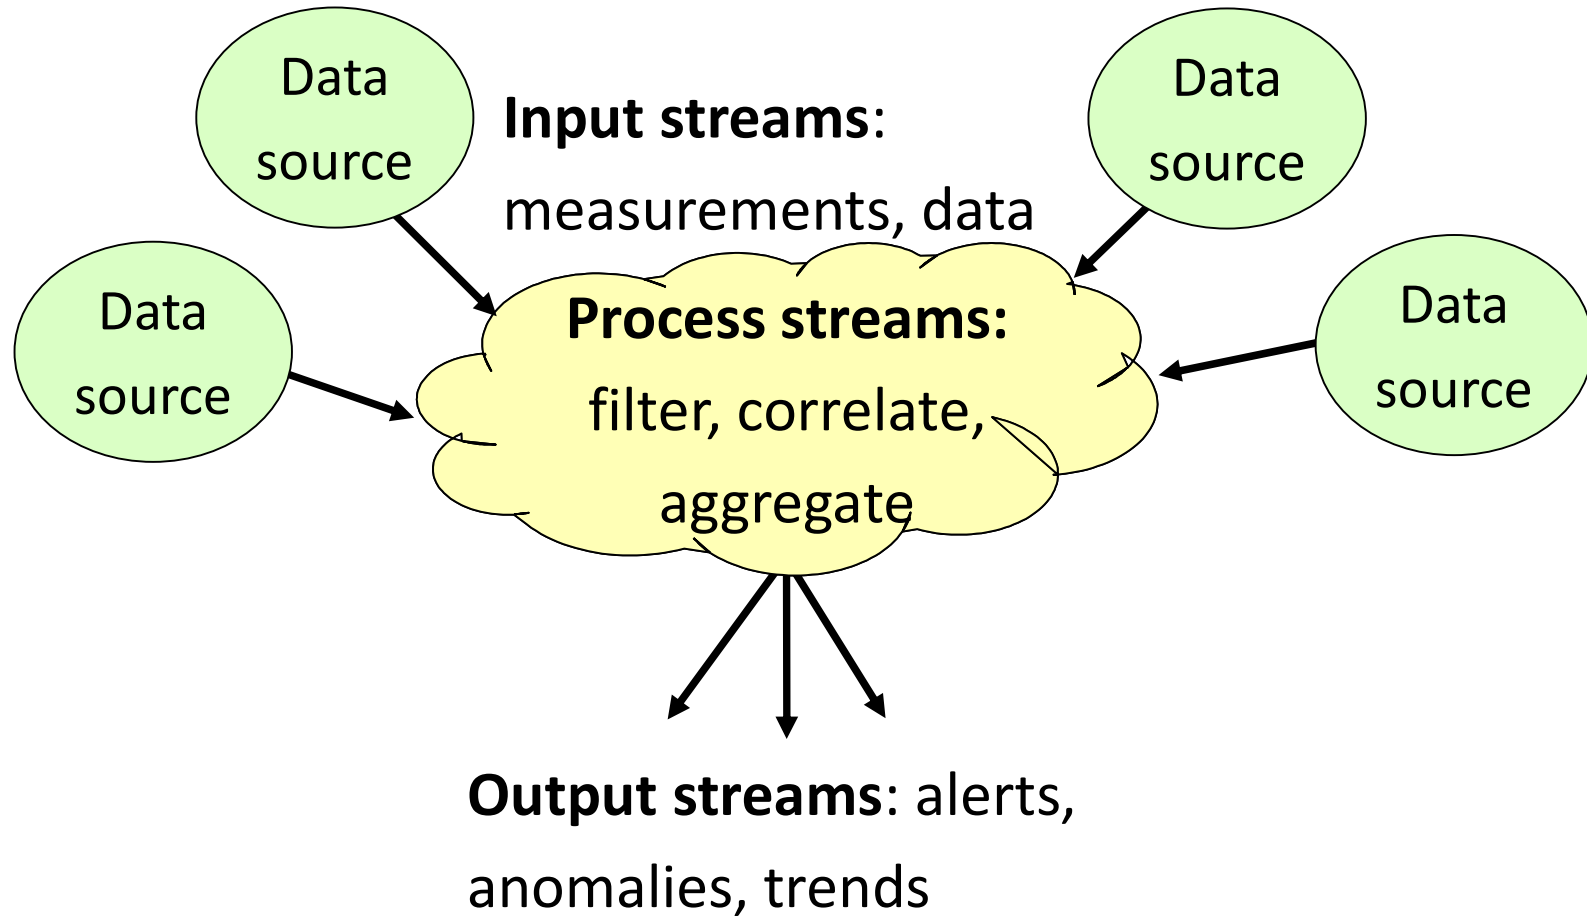 Data
source
Input streams:
measurements, data
Data
source
Data
source
Process streams:
filter, correlate,
aggregate
Data
source
Output streams: alerts,
anomalies, trends